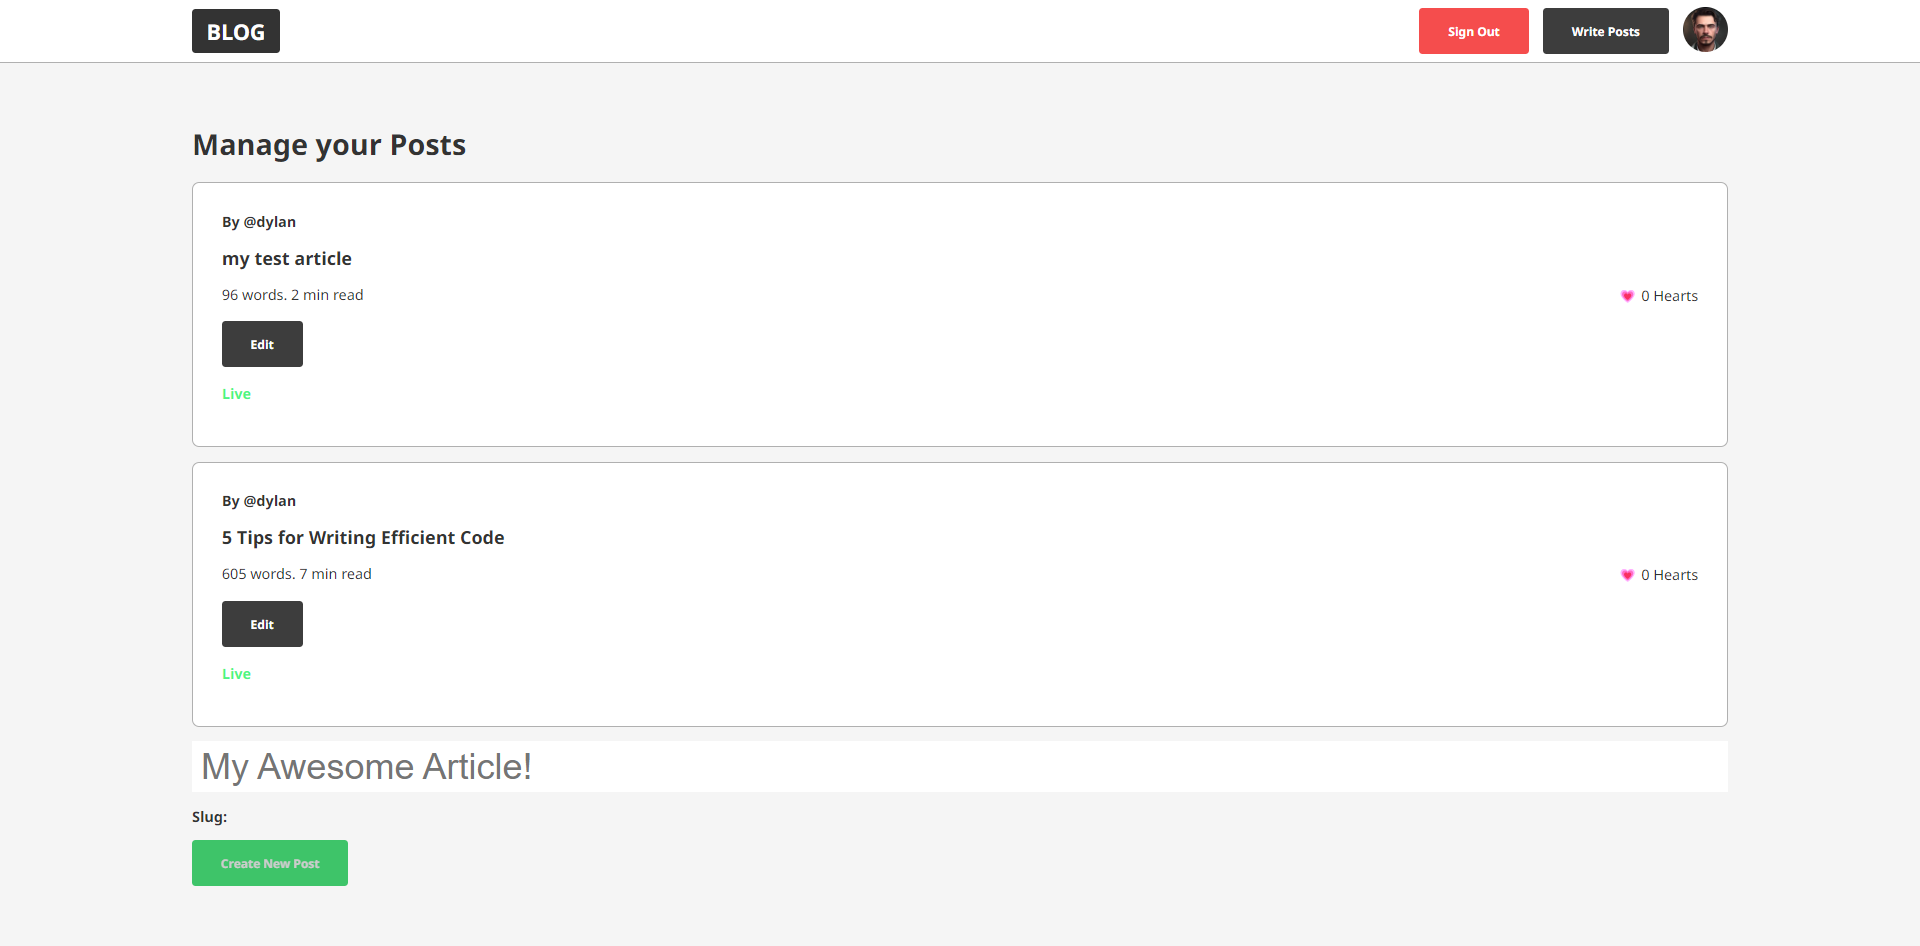 BLOG
Sign Out
Write Posts
Manage your Posts
By @dylan
my test article
96 words. 2 min read
0 Hearts
Edit
Live
By @dylan
5 Tips for Writing Efficient Code
605 words. 7 min read
0 Hearts
Edit
Live
My Awesome Article!
Slug:
Create New Post